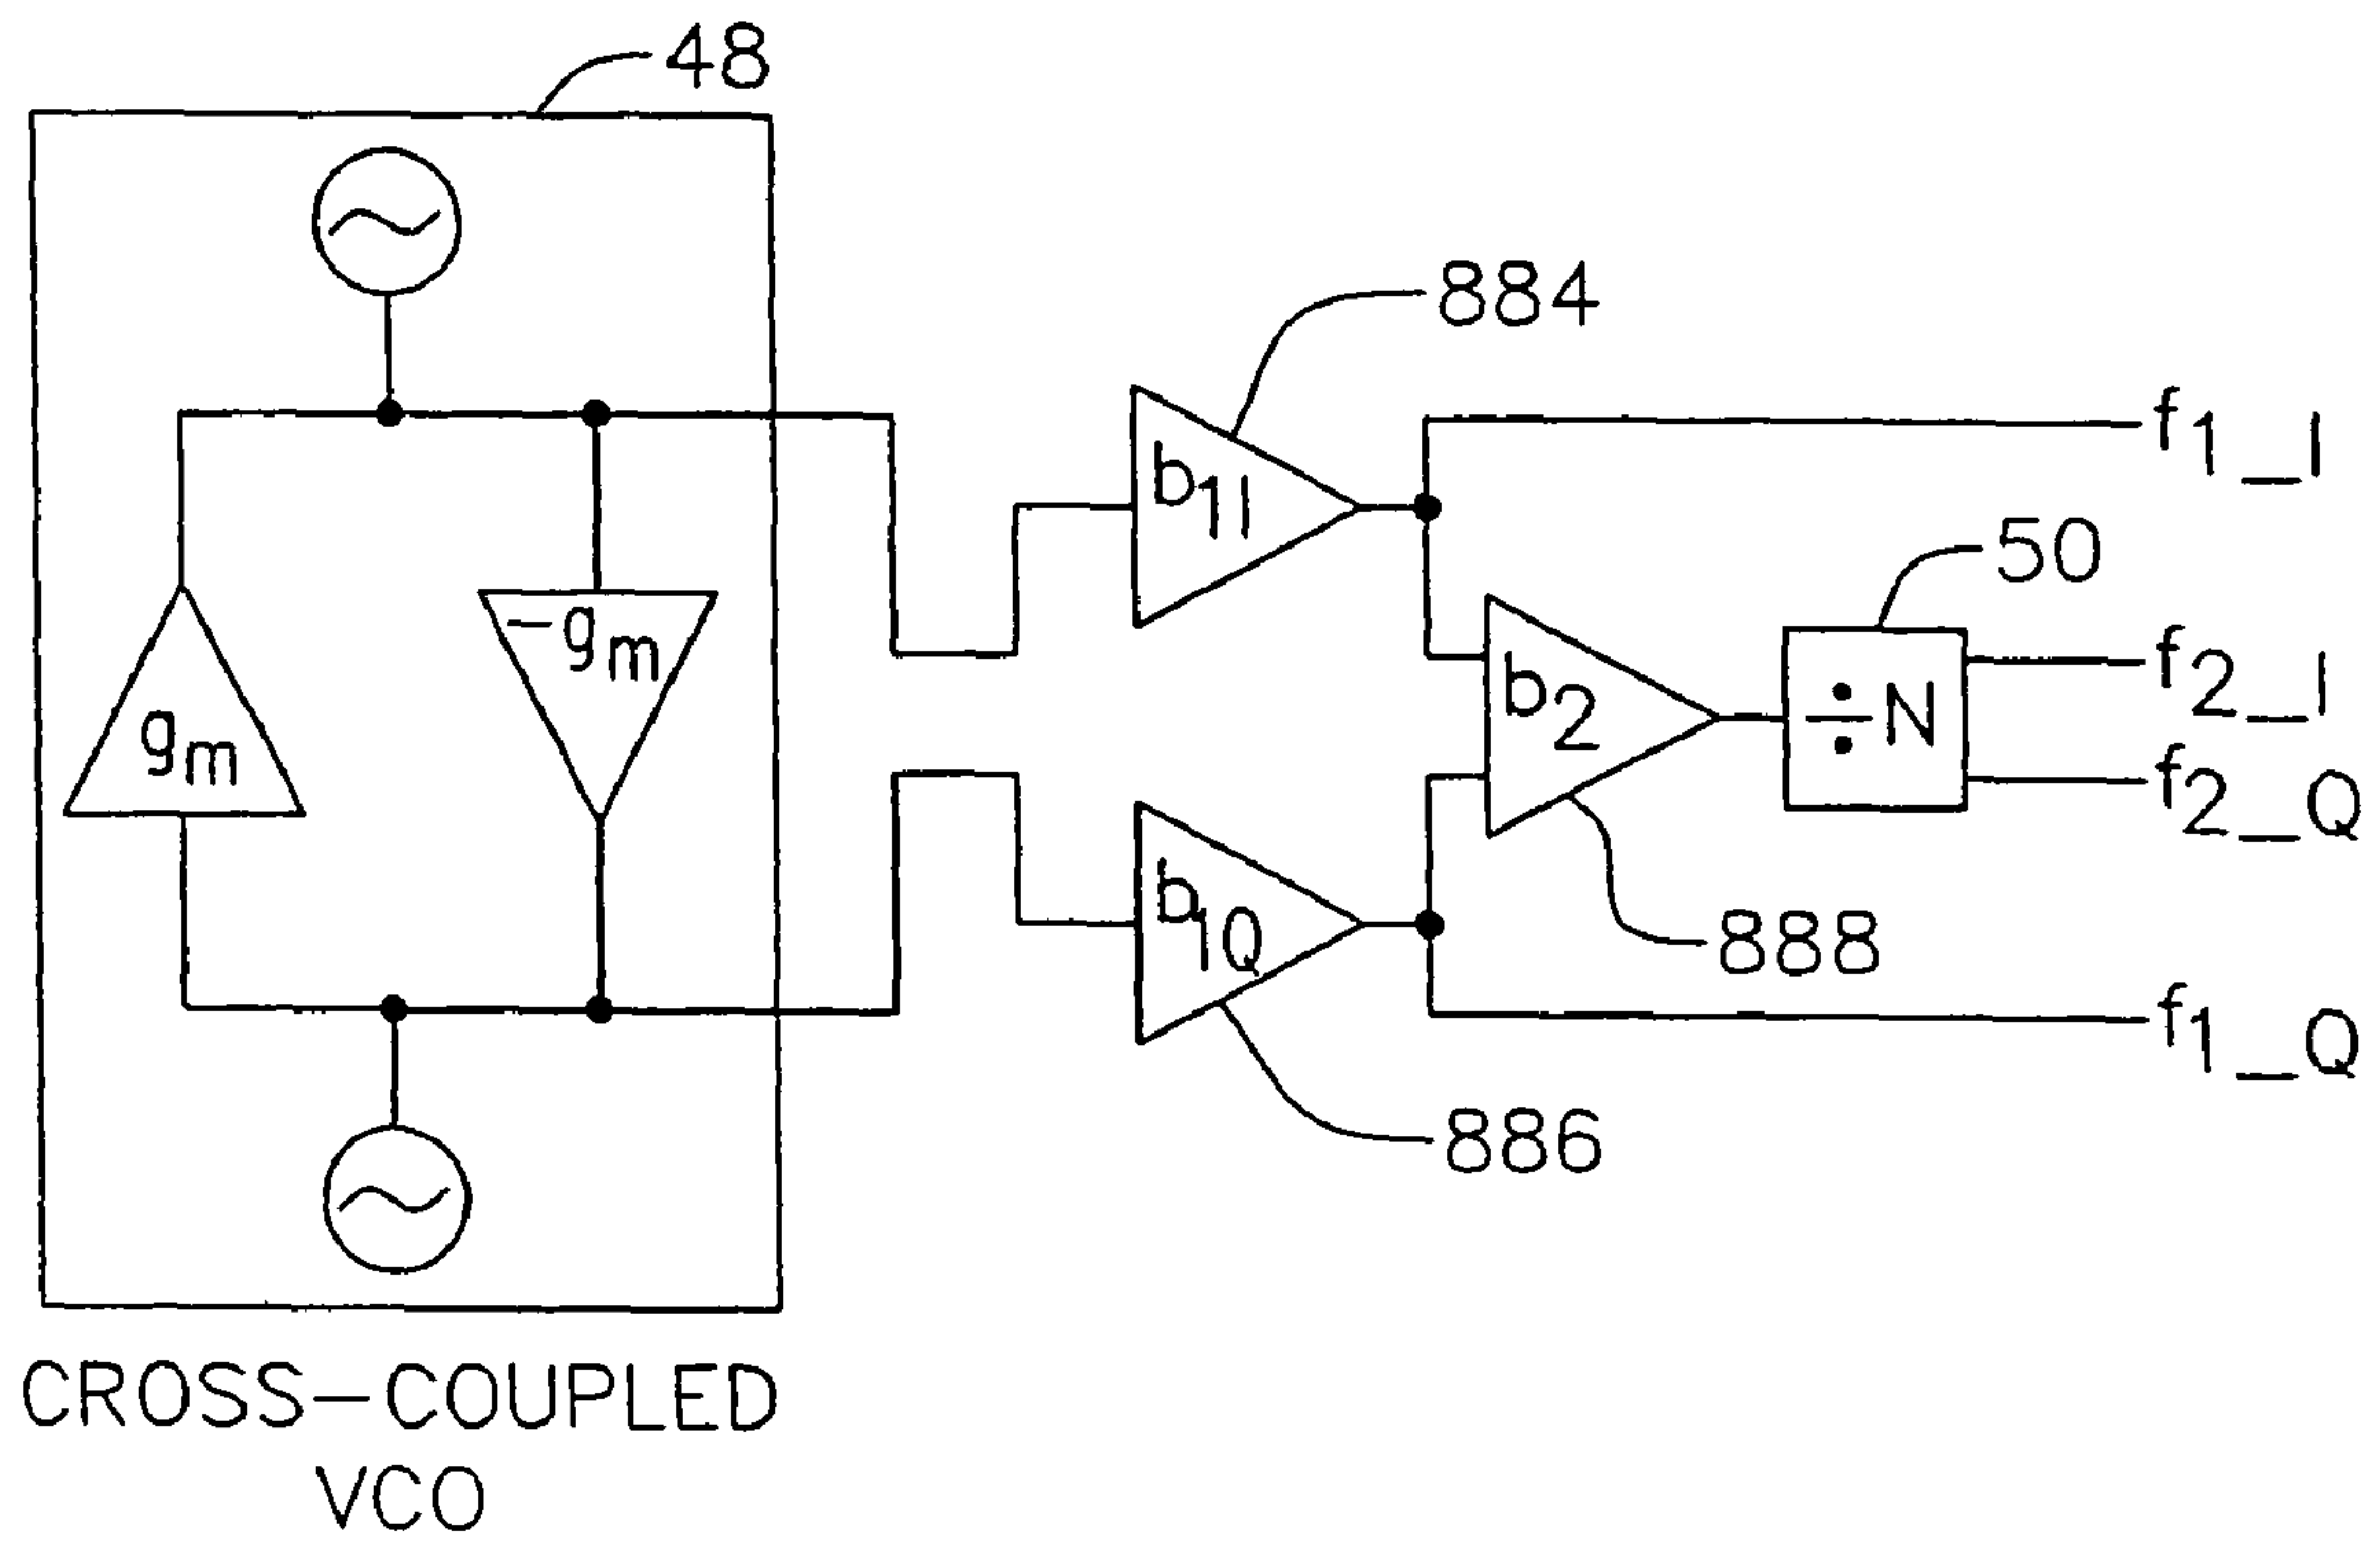 48
884
b1I
f1_I
50
-gm
f2_I
b2
÷N
gm
f2_Q
b1Q
888
f1_Q
886
CROSS-COUPLED
VCO